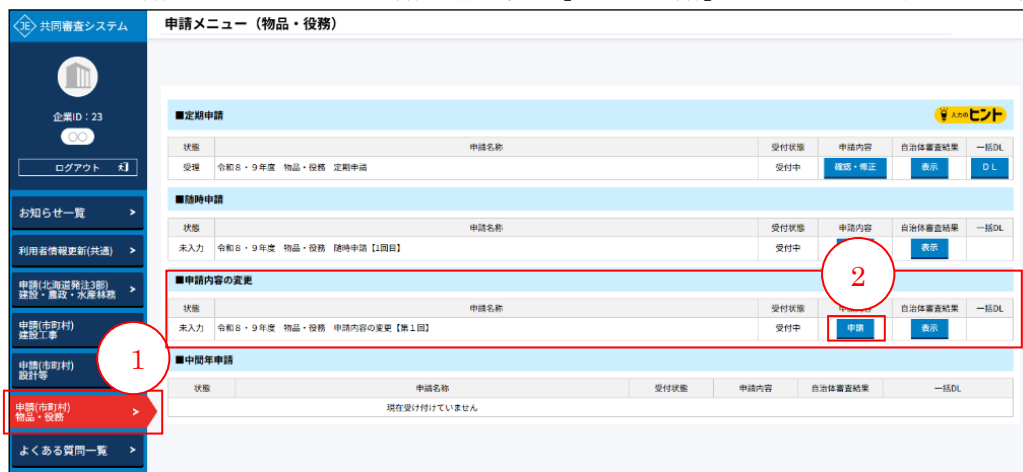 JE 共同審査システム
企業ID：23
○○
ログアウト
お知らせ一覧
利用者情報更新(共通)
申請(北海道発注3部)
建設・農政・水産林務
申請(市町村)
建設工事
申請(市町村)
設計等
1
申請(市町村)
物品・役務
よくある質問一覧
申請メニュー（物品・役務）
■定期申請
入力のヒント
状態 申請名称 受付状態 申請内容 自治体審査結果 一括DL
受理 令和8・9年度 物品・役務 定期申請 受付中 確認・修正 表示 DL
■随時申請
状態 申請名称 受付状態 申請内容 自治体審査結果 一括DL
未入力 令和8・9年度 物品・役務 随時申請【1回目】 受付中 表示
■申請内容の変更
2
状態 申請名称 受付状態 自治体審査結果 一括DL
未入力 令和8・9年度 物品・役務 申請内容の変更【第1回】 受付中 申請 表示
■中間年申請
状態 申請名称 受付状態 申請内容 自治体審査結果 一括DL
現在受け付けていません